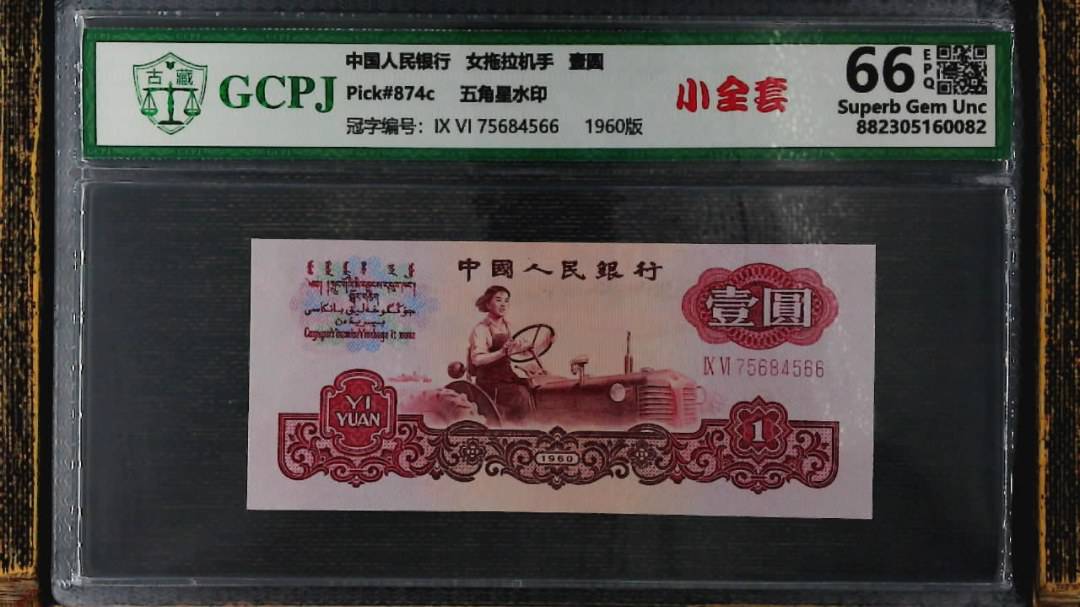 古藏
GCPJ
中国人民银行 女拖拉机手 壹圆
Pick#874c 五角星水印
冠字编号: IX VI 75684566 1960版
小全套
66 EPQ
Superb Gem Unc
882305160082
中國人民銀行
壹圓
IX VI 75684566
YI
YUAN
1960
1